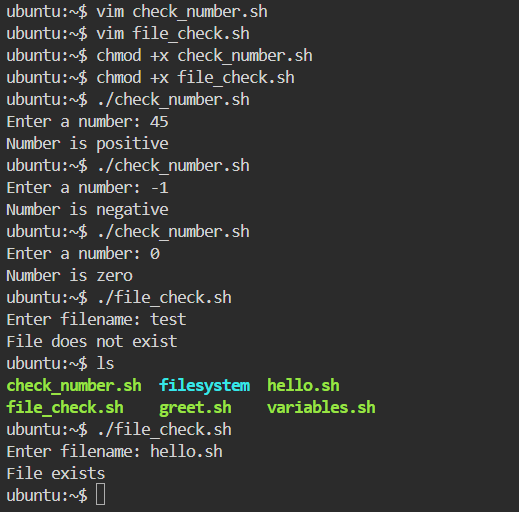 ubuntu:~$ vim check_number.sh
ubuntu:~$ vim file_check.sh
ubuntu:~$ chmod +x check_number.sh
ubuntu:~$ chmod +x file_check.sh
ubuntu:~$ ./check_number.sh
Enter a number: 45
Number is positive
ubuntu:~$ ./check_number.sh
Enter a number: -1
Number is negative
ubuntu:~$ ./check_number.sh
Enter a number: 0
Number is zero
ubuntu:~$ ./file_check.sh
Enter filename: test
File does not exist
ubuntu:~$ ls
check_number.sh  filesystem  hello.sh
file_check.sh    greet.sh    variables.sh
ubuntu:~$ ./file_check.sh
Enter filename: hello.sh
File exists
ubuntu:~$